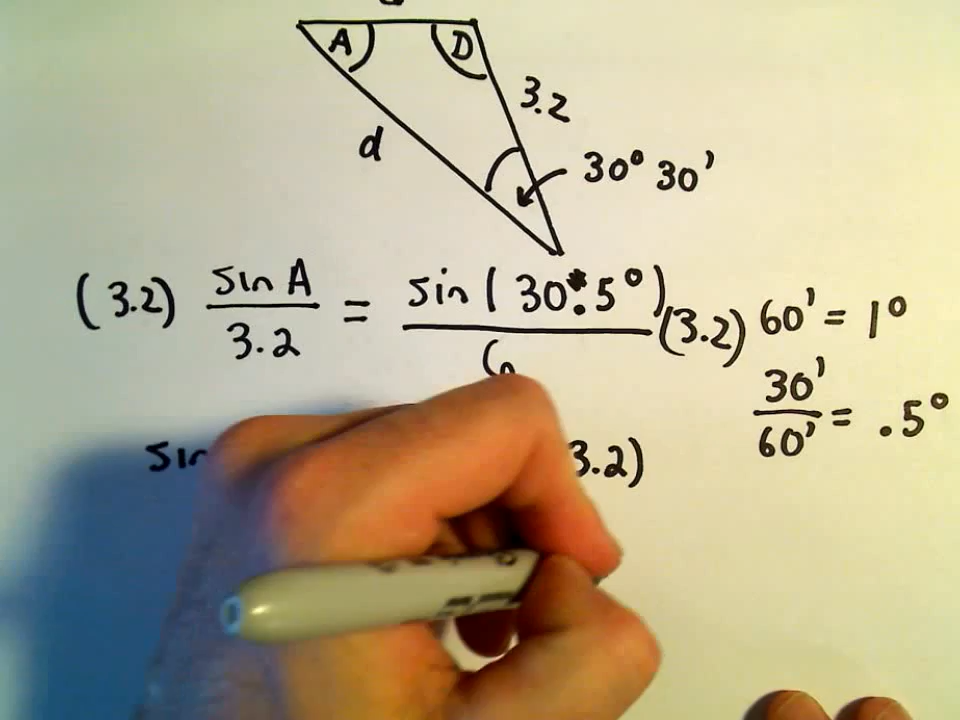 A D
3.2
d
30° 30'
(3.2) sin A / 3.2 = sin(30.5°) / (3.2)
60' = 1°
30' / 60' = .5°
sin 3.2)